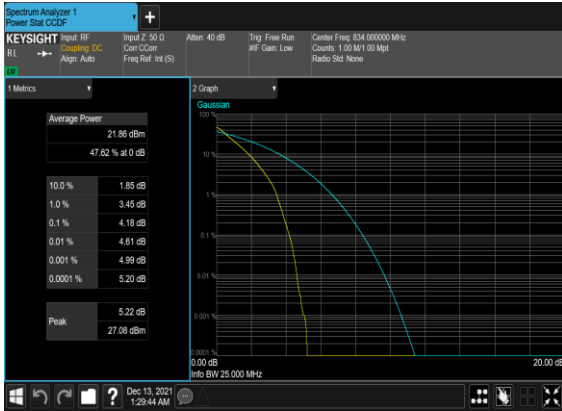 Spectrum Analyzer 1
Power Stat CCDF
+
KEYSIGHT
RL
Input: RF
Coupling: DC
Align: Auto
Input Z: 50 Ω
Corr CCorr
Freq Ref: Int (S)
Atten: 40 dB
Trig: Free Run
#IF Gain: Low
Center Freq: 834.000000 MHz
Counts: 1.00 M/1.00 Mpt
Radio Std: None
1 Metrics
Average Power
21.86 dBm
47.62 % at 0 dB
10.0 % 1.85 dB
1.0 % 3.45 dB
0.1 % 4.18 dB
0.01 % 4.61 dB
0.001 % 4.99 dB
0.0001 % 5.20 dB
Peak 5.22 dB
27.08 dBm
2 Graph
Gaussian
100 %
10 %
1 %
0.1 %
0.01 %
0.001 %
0.0001 %
0.00 dB 20.00 dB
Info BW 25.000 MHz
? Dec 13, 2021
1:29:44 AM